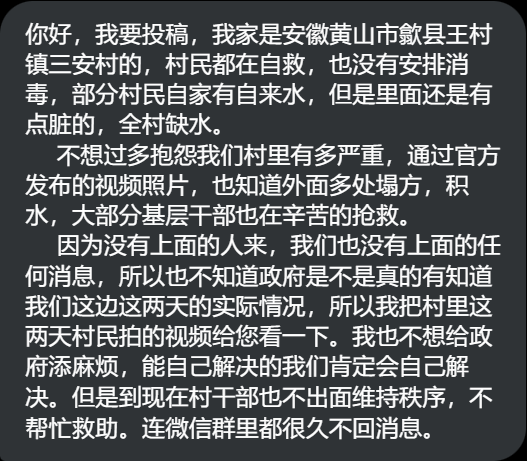 你好，我要投稿，我家是安徽黄山市歙县王村
镇三安村的，村民都在自救，也没有安排消
毒，部分村民自家有自来水，但是里面还是有
点脏的，全村缺水。
不想过多抱怨我们村里有多严重，通过官方
发布的视频照片，也知道外面多处塌方，积
水，大部分基层干部也在辛苦的抢救。
因为没有上面的人来，我们也没有上面的任
何消息，所以也不知道政府是不是真的有知道
我们这边这两天的实际情况，所以我把村里这
两天村民拍的视频给您看一下。我也不想给政
府添麻烦，能自己解决的我们肯定会自己解
决。但是到现在村干部也不出面维持秩序，不
帮忙救助。连微信群里都很久不回消息。